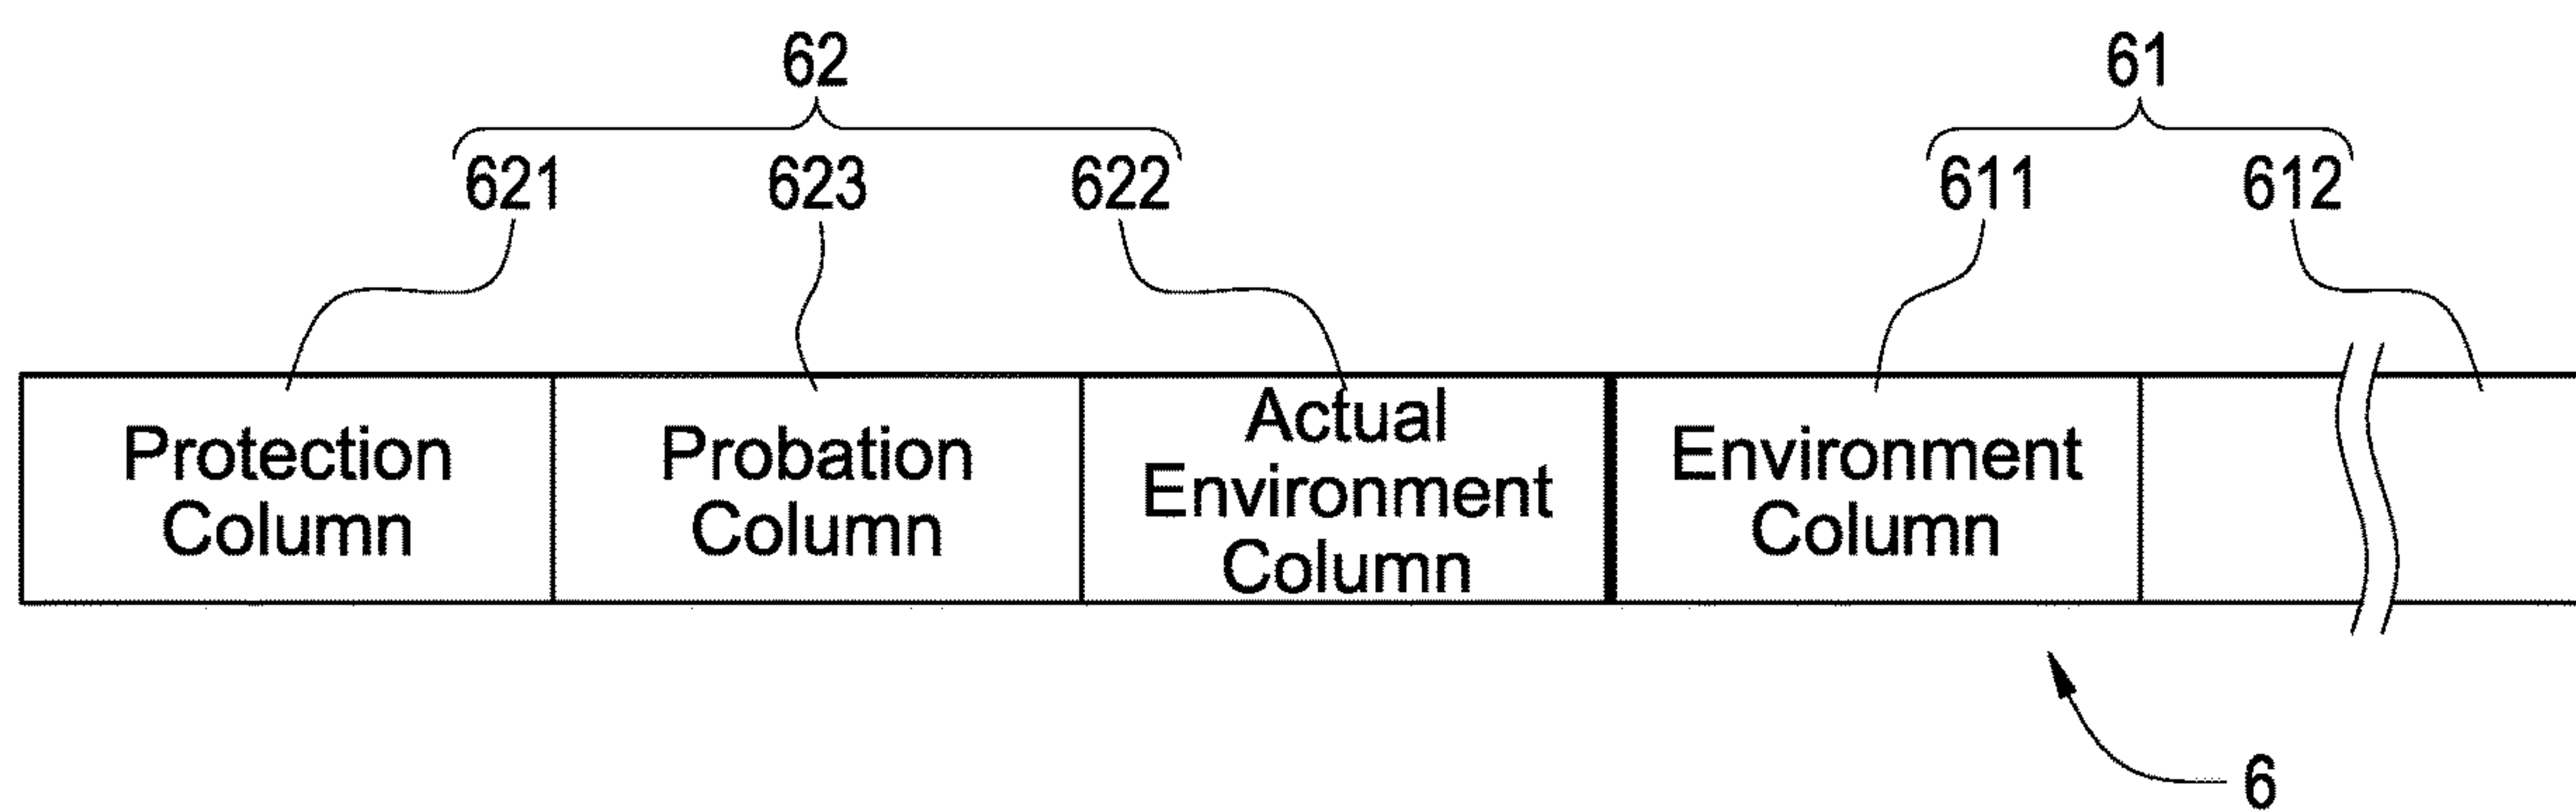 62
61
621
623
622
611
612
Protection
Column
Probation
Column
Actual
Environment
Column
Environment
Column
6